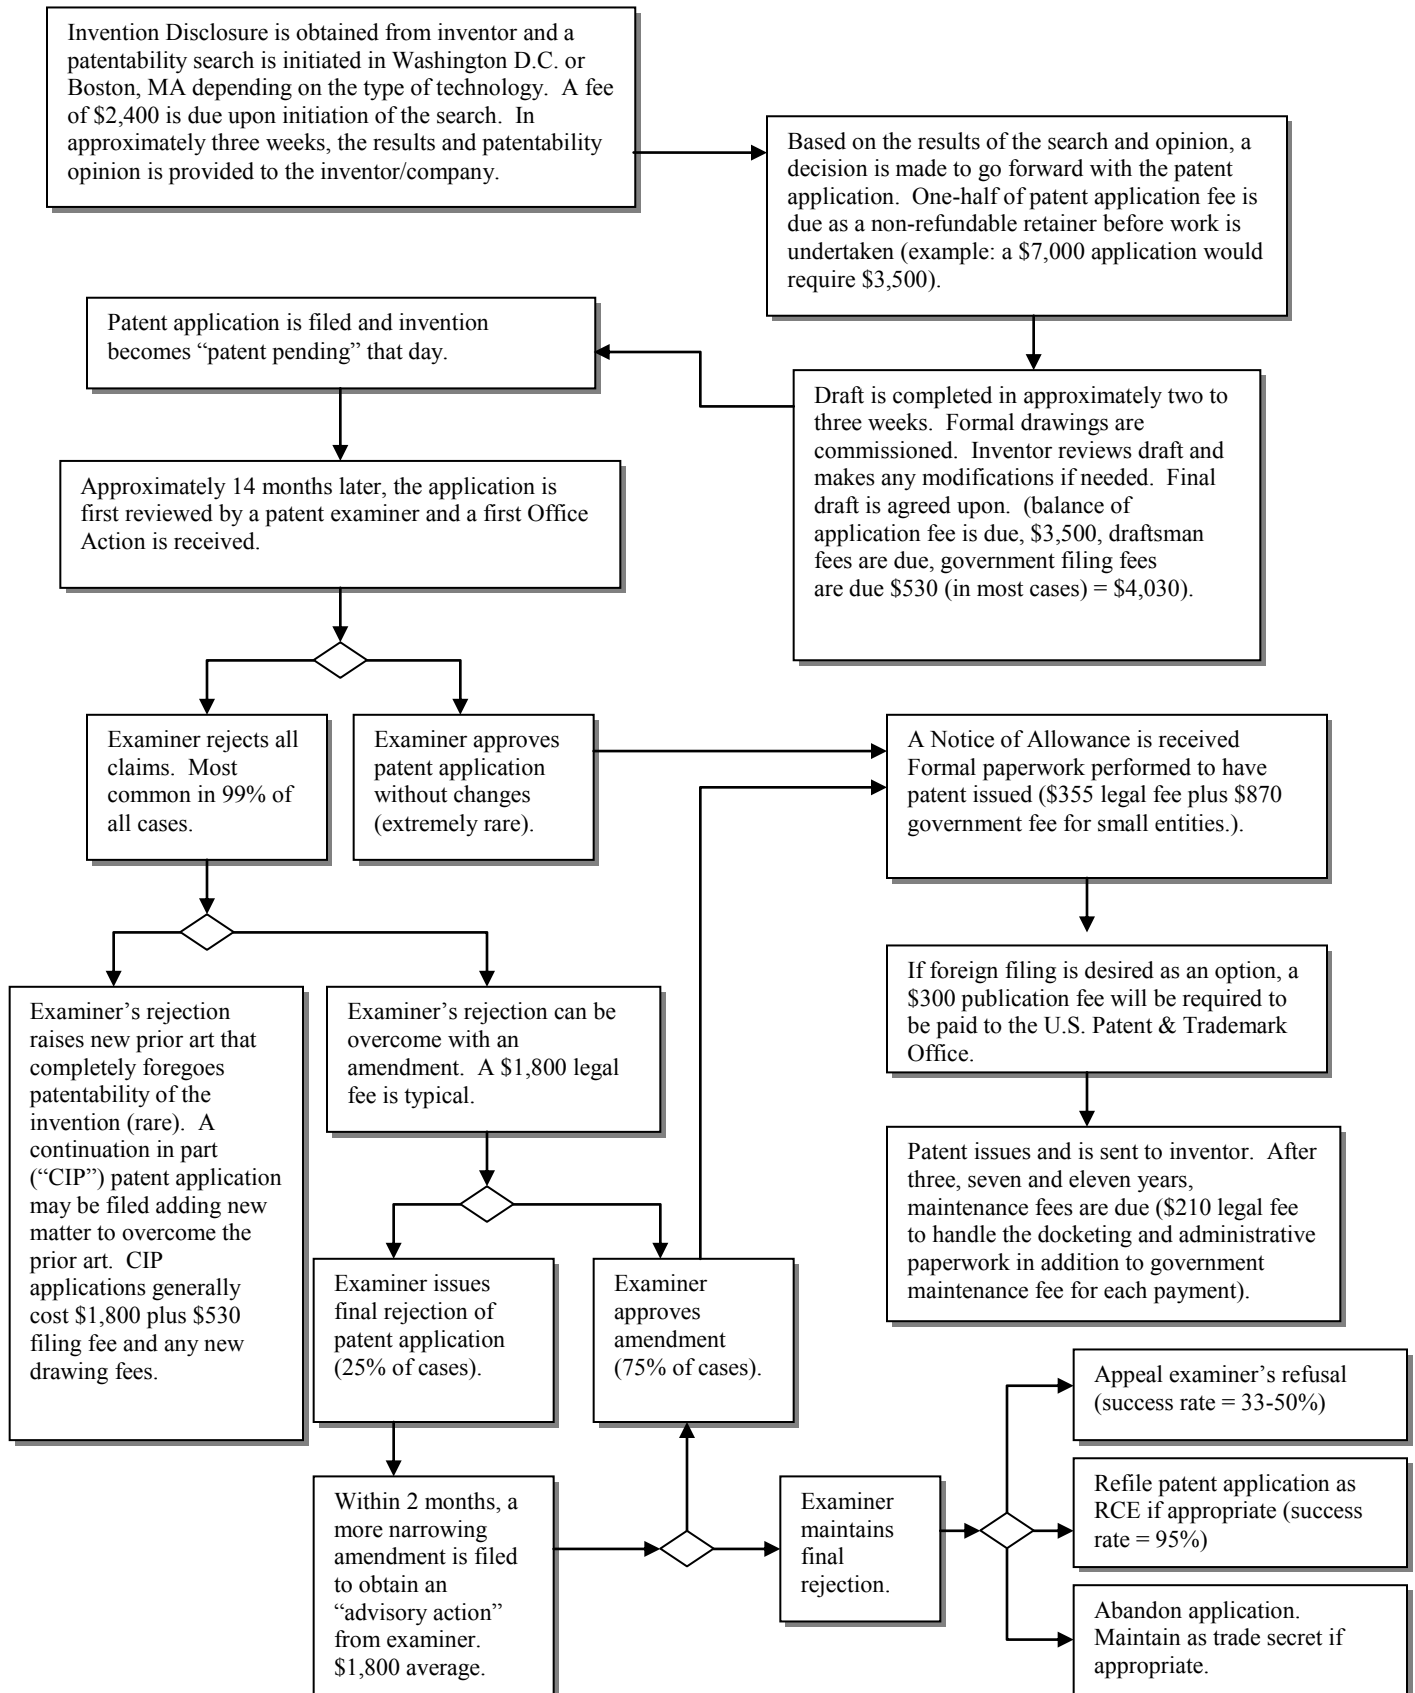 Invention Disclosure is obtained from inventor and a
patentability search is initiated in Washington D.C. or
Boston, MA depending on the type of technology.  A fee
of $2,400 is due upon initiation of the search.  In
approximately three weeks, the results and patentability
opinion is provided to the inventor/company.
Based on the results of the search and opinion, a
decision is made to go forward with the patent
application.  One-half of patent application fee is
due as a non-refundable retainer before work is
undertaken (example: a $7,000 application would
require $3,500).
Draft is completed in approximately two to
three weeks.  Formal drawings are
commissioned.  Inventor reviews draft and
makes any modifications if needed.  Final
draft is agreed upon.  (balance of
application fee is due, $3,500, draftsman
fees are due, government filing fees
are due $530 (in most cases) = $4,030).
Patent application is filed and invention
becomes “patent pending” that day.
Approximately 14 months later, the application is
first reviewed by a patent examiner and a first Office
Action is received.
Examiner rejects all
claims.  Most
common in 99% of
all cases.
Examiner approves
patent application
without changes
(extremely rare).
A Notice of Allowance is received
Formal paperwork performed to have
patent issued ($355 legal fee plus $870
government fee for small entities.).
If foreign filing is desired as an option, a
$300 publication fee will be required to
be paid to the U.S. Patent & Trademark
Office.
Patent issues and is sent to inventor.  After
three, seven and eleven years,
maintenance fees are due ($210 legal fee
to handle the docketing and administrative
paperwork in addition to government
maintenance fee for each payment).
Examiner’s rejection
raises new prior art that
completely foregoes
patentability of the
invention (rare).  A
continuation in part
(“CIP”) patent application
may be filed adding new
matter to overcome the
prior art.  CIP
applications generally
cost $1,800 plus $530
filing fee and any new
drawing fees.
Examiner’s rejection can be
overcome with an
amendment.  A $1,800 legal
fee is typical.
Examiner issues
final rejection of
patent application
(25% of cases).
Examiner
approves
amendment
(75% of cases).
Within 2 months, a
more narrowing
amendment is filed
to obtain an
“advisory action”
from examiner.
$1,800 average.
Examiner
maintains
final
rejection.
Appeal examiner’s refusal
(success rate = 33-50%)
Refile patent application as
RCE if appropriate (success
rate = 95%)
Abandon application.
Maintain as trade secret if
appropriate.